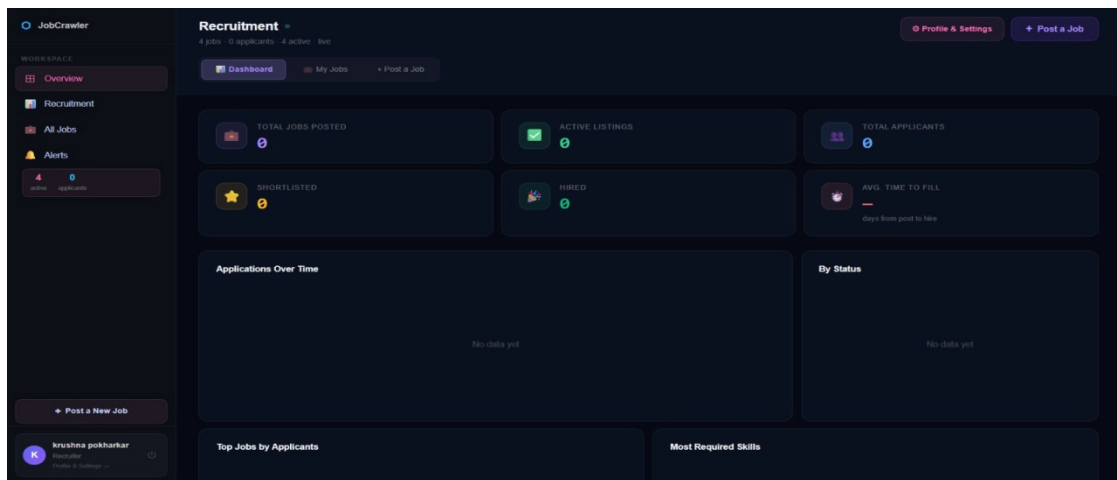 JobCrawler
WORKSPACE
Overview
Recruitment
All Jobs
Alerts
4 0
active applicants
+ Post a New Job
K
krushna pokharkar
Recruiter
Profile & Settings →
Recruitment
4 jobs · 0 applicants · 4 active · live
⚙ Profile & Settings
+ Post a Job
Dashboard
My Jobs
+ Post a Job
TOTAL JOBS POSTED
0
ACTIVE LISTINGS
0
TOTAL APPLICANTS
0
SHORTLISTED
0
HIRED
0
AVG. TIME TO FILL
—
days from post to hire
Applications Over Time
No data yet
By Status
No data yet
Top Jobs by Applicants
Most Required Skills